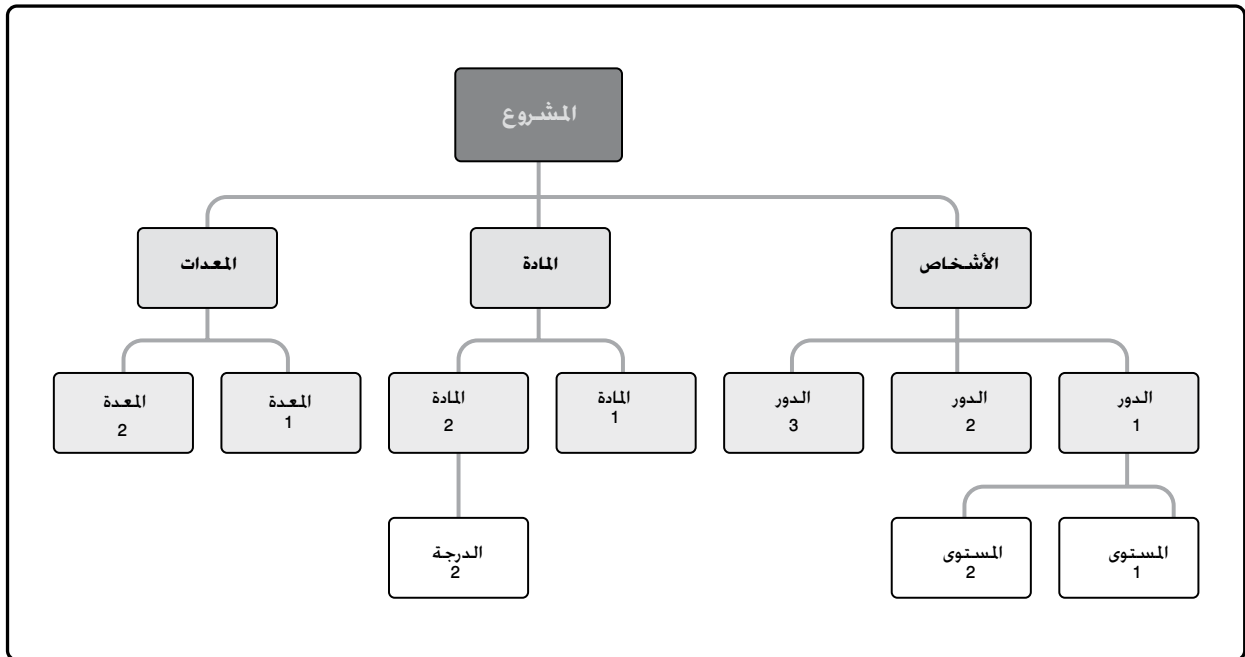 المشروع
الأشخاص
المادة
المعدات
الدور
1
الدور
2
الدور
3
المادة
1
المادة
2
المعدة
1
المعدة
2
المستوى
1
المستوى
2
الدرجة
2